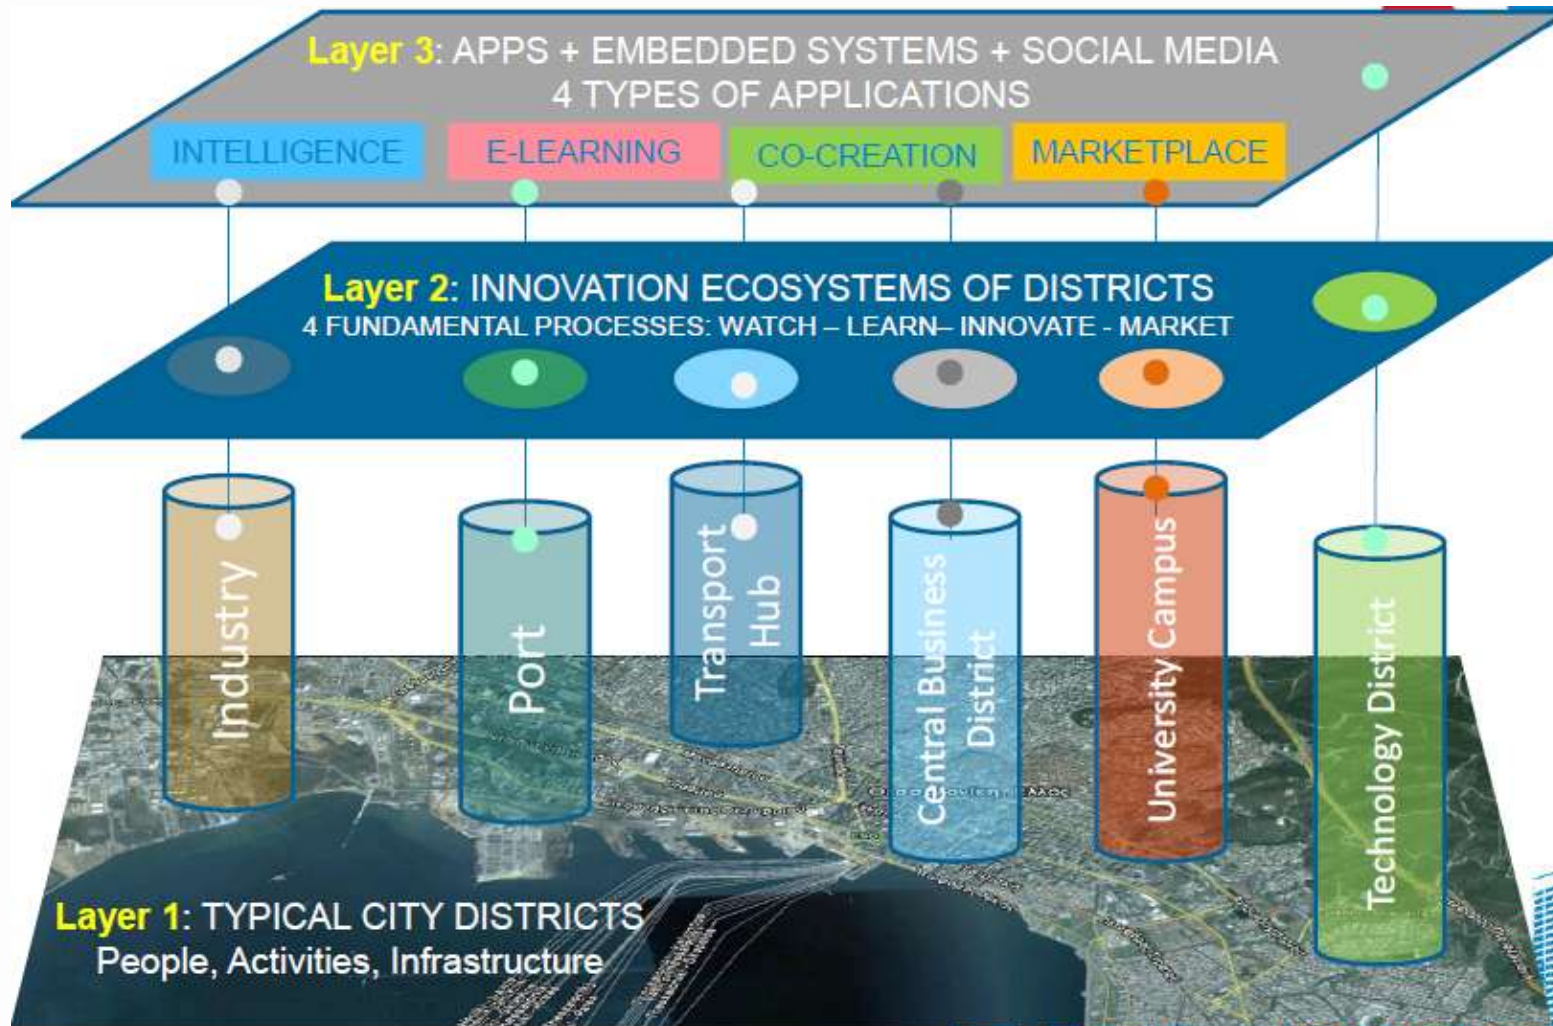 Layer 3: APPS + EMBEDDED SYSTEMS + SOCIAL MEDIA
4 TYPES OF APPLICATIONS
INTELLIGENCE
E-LEARNING
CO-CREATION
MARKETPLACE
Layer 2: INNOVATION ECOSYSTEMS OF DISTRICTS
4 FUNDAMENTAL PROCESSES: WATCH – LEARN– INNOVATE - MARKET
Industry
Port
Transport
Hub
Central Business
District
University Campus
Technology District
Layer 1: TYPICAL CITY DISTRICTS
People, Activities, Infrastructure